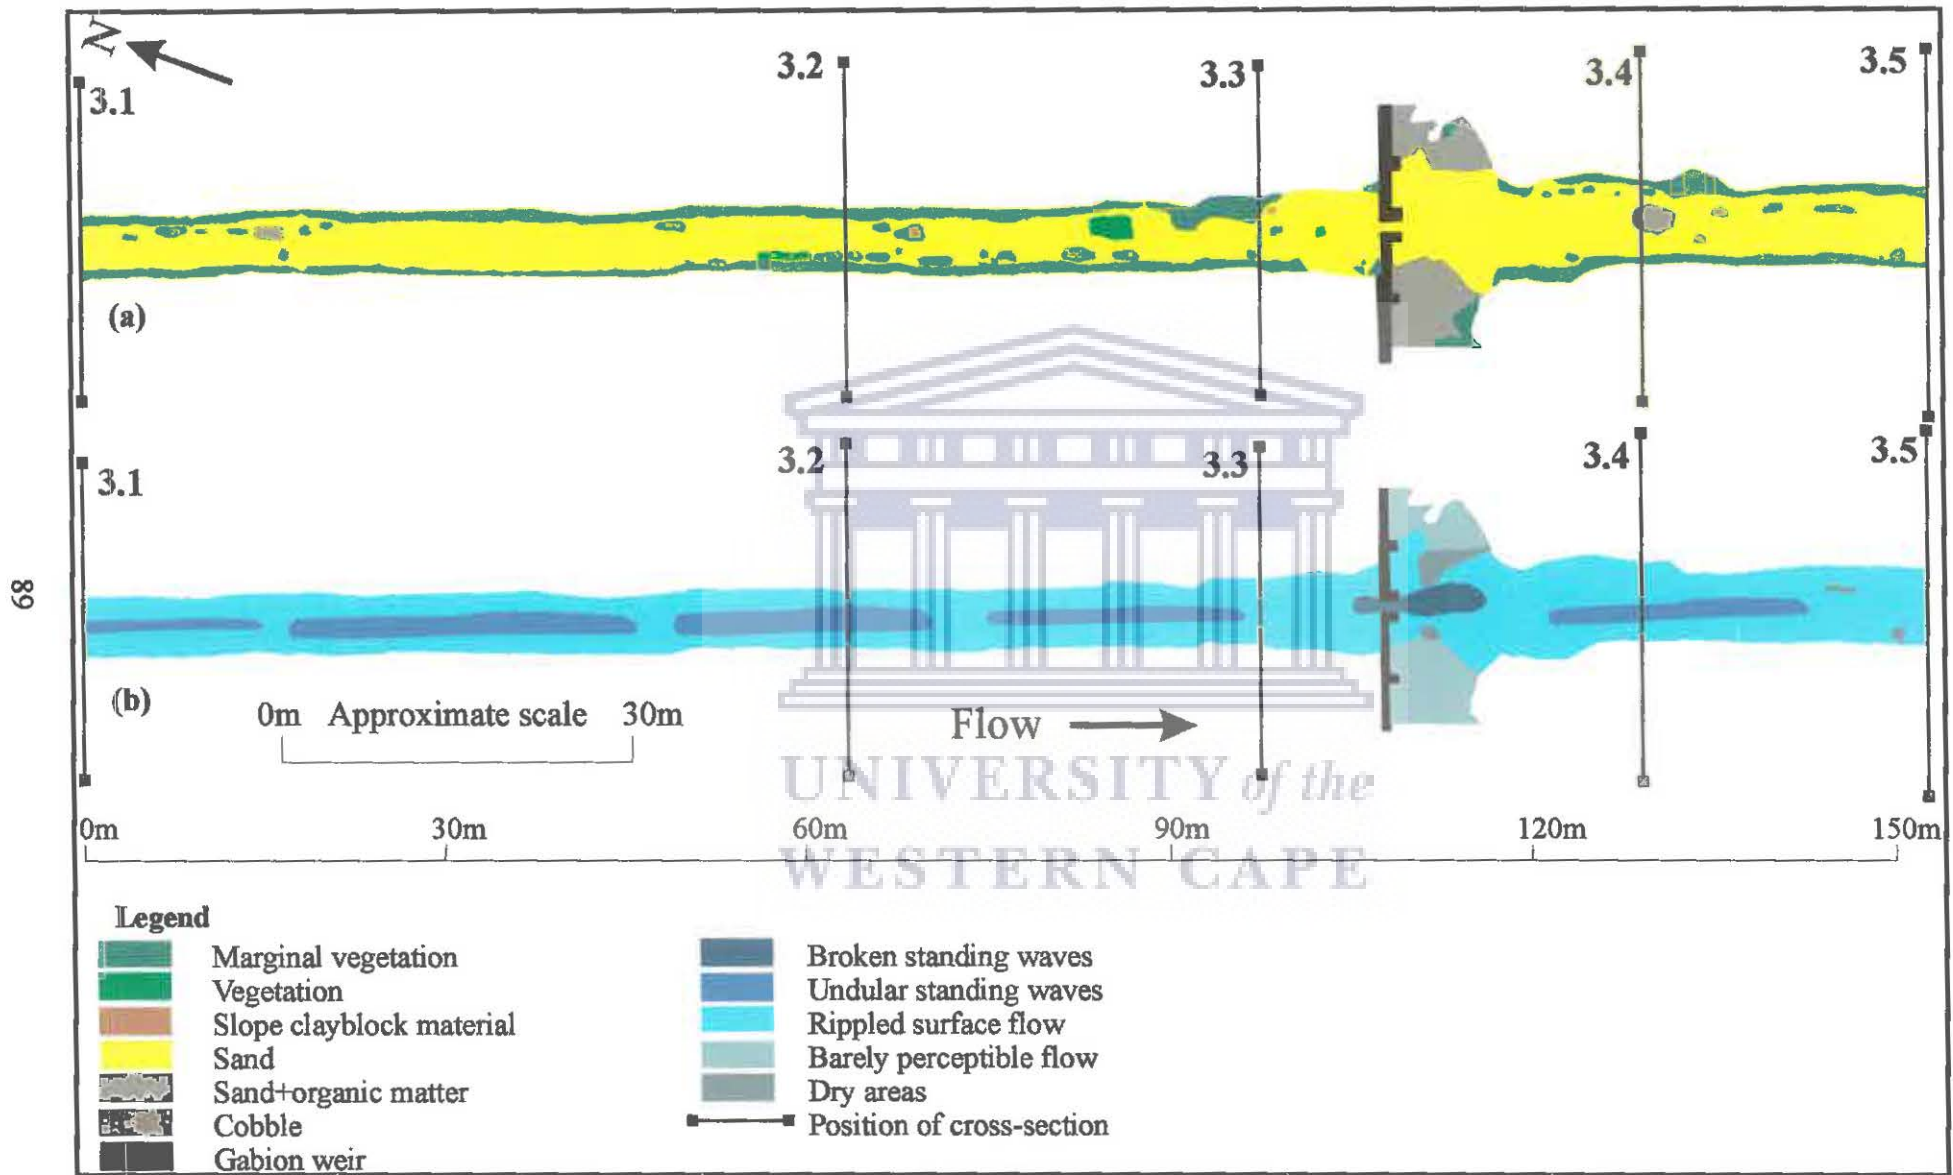 N
3.1
3.2
3.3
3.4
3.5
(a)
3.1
3.2
3.3
3.4
3.5
(b)
0m Approximate scale 30m
Flow
UNIVERSITY of the
WESTERN CAPE
0m 30m 60m 90m 120m 150m
Legend
Marginal vegetation
Vegetation
Slope clayblock material
Sand
Sand+organic matter
Cobble
Gabion weir
Broken standing waves
Undular standing waves
Rippled surface flow
Barely perceptible flow
Dry areas
Position of cross-section
68